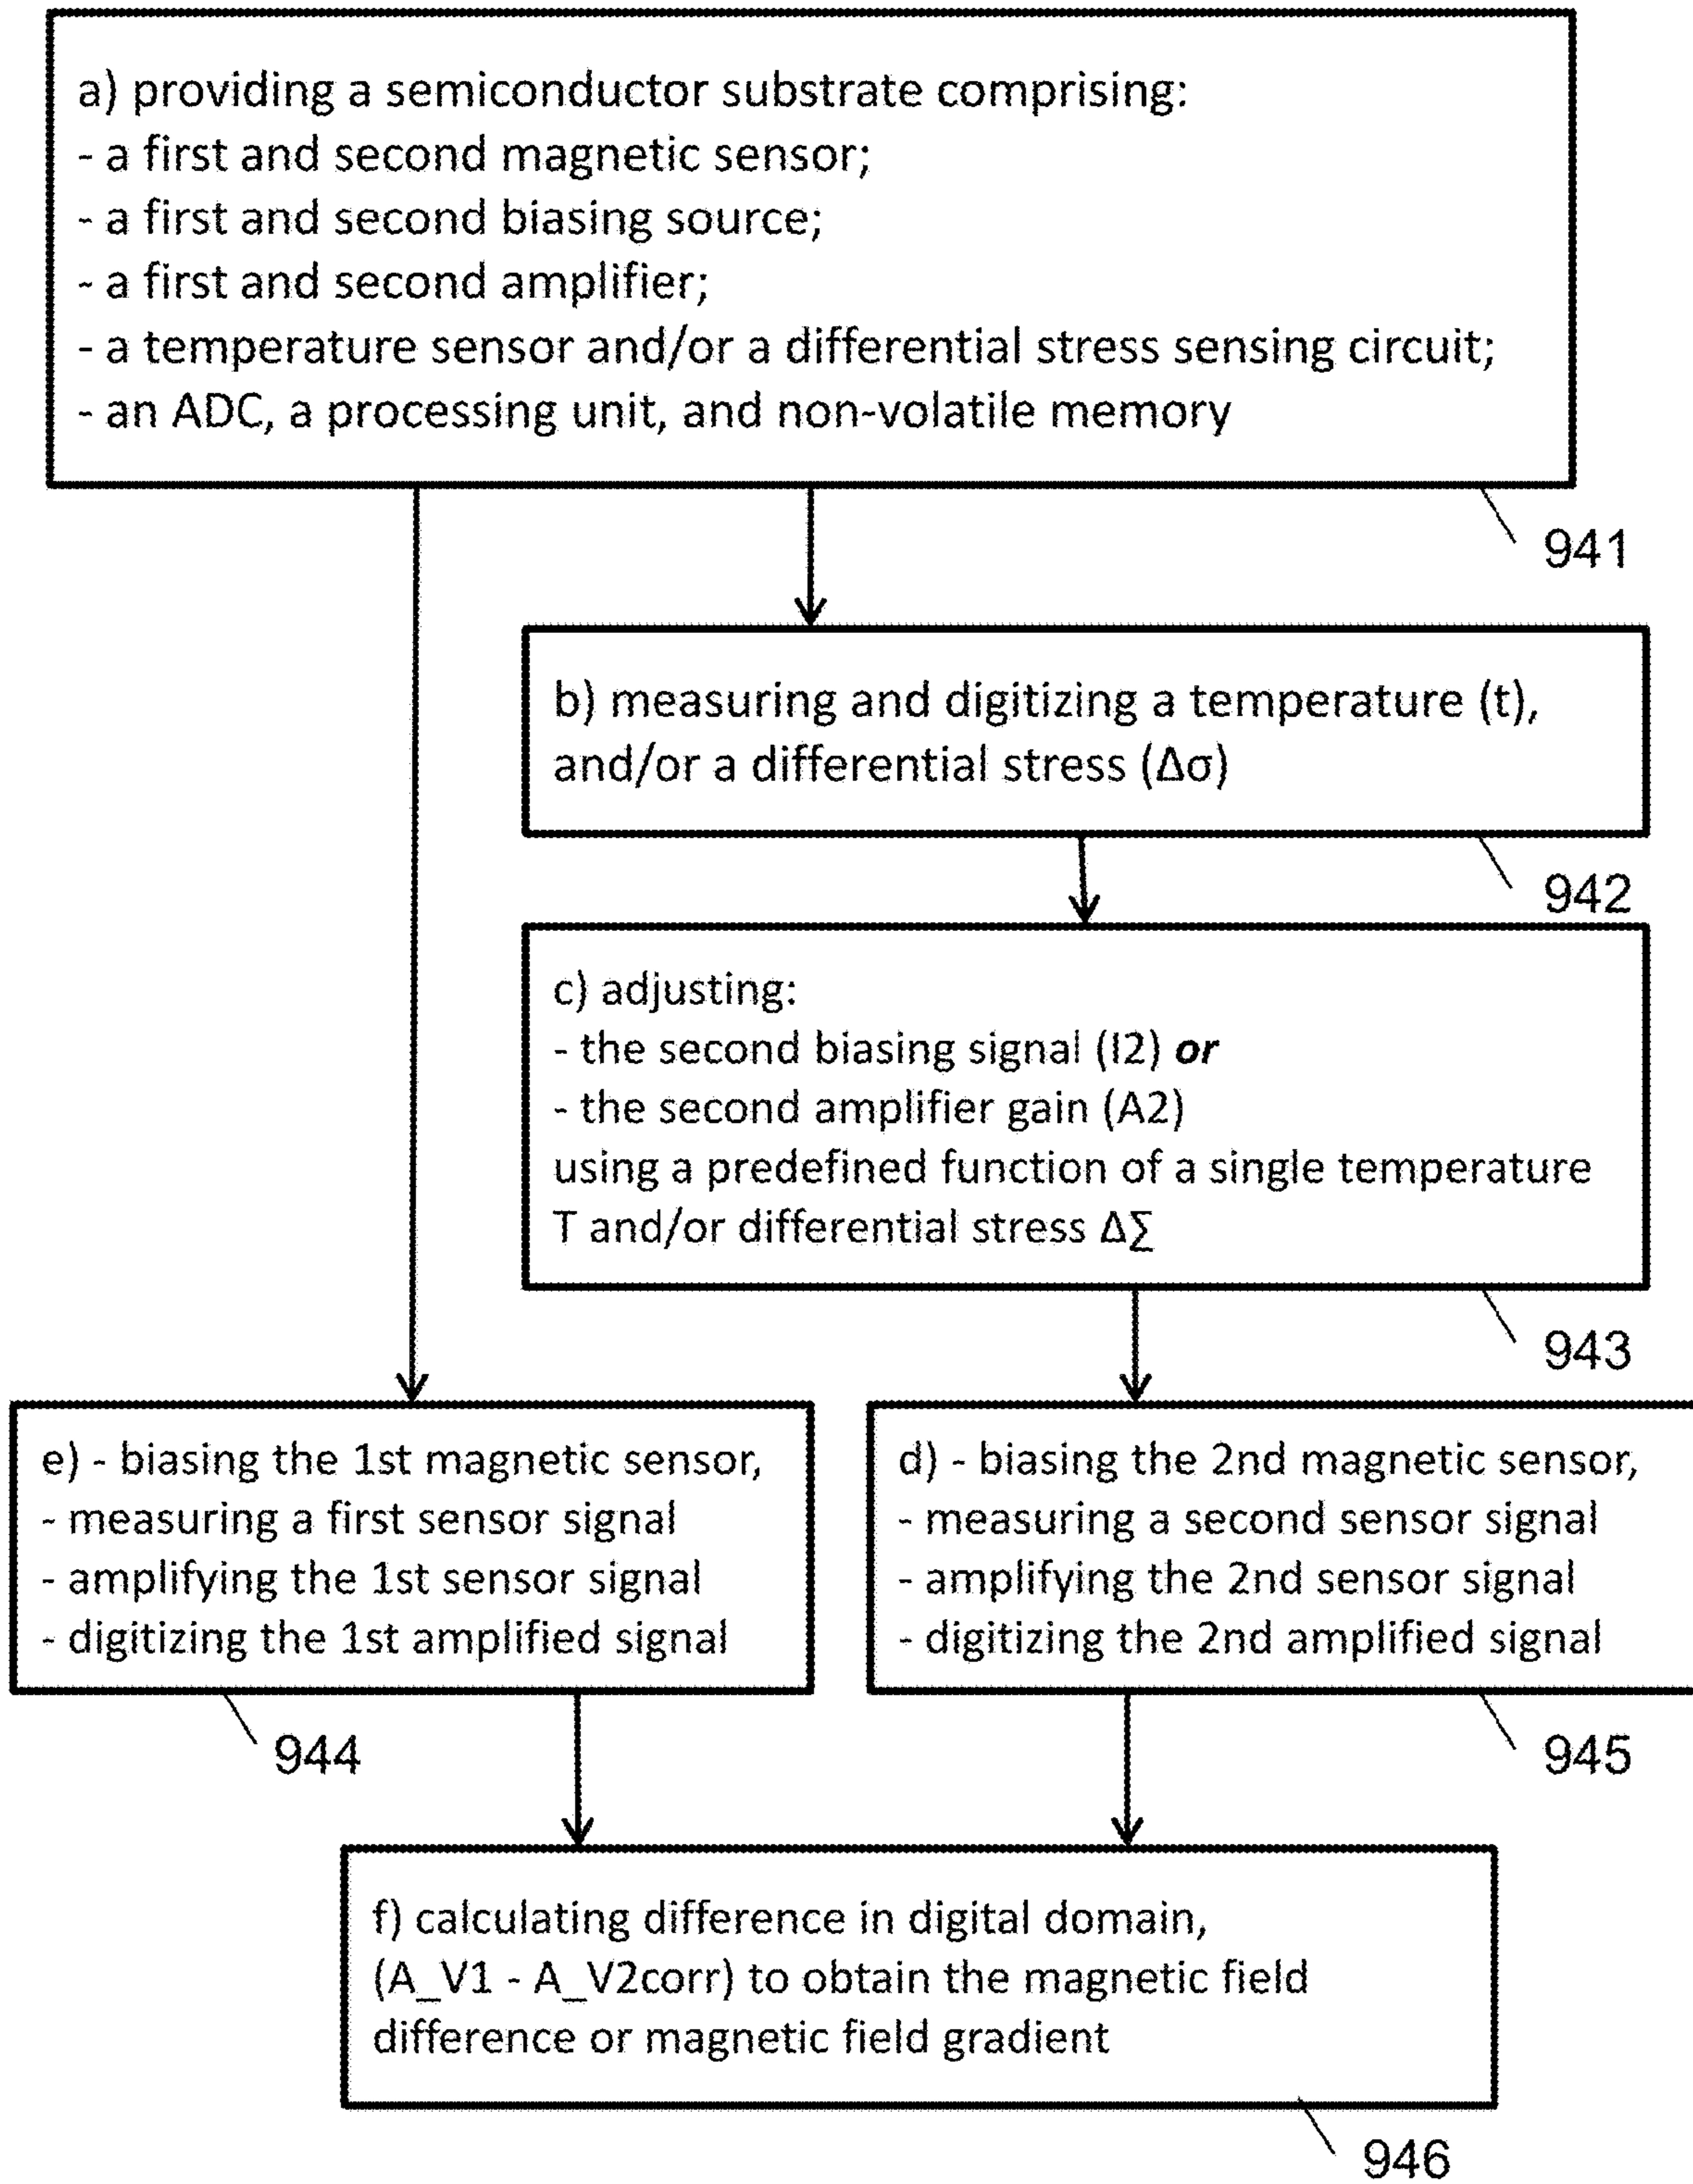 a) providing a semiconductor substrate comprising:
- a first and second magnetic sensor;
- a first and second biasing source;
- a first and second amplifier;
- a temperature sensor and/or a differential stress sensing circuit;
- an ADC, a processing unit, and non-volatile memory
941
b) measuring and digitizing a temperature (t),
and/or a differential stress (Δσ)
942
c) adjusting:
- the second biasing signal (I2) or
- the second amplifier gain (A2)
using a predefined function of a single temperature
T and/or differential stress Δ∑
943
e) - biasing the 1st magnetic sensor,
- measuring a first sensor signal
- amplifying the 1st sensor signal
- digitizing the 1st amplified signal
944
d) - biasing the 2nd magnetic sensor,
- measuring a second sensor signal
- amplifying the 2nd sensor signal
- digitizing the 2nd amplified signal
945
f) calculating difference in digital domain,
(A_V1 - A_V2corr) to obtain the magnetic field
difference or magnetic field gradient
946